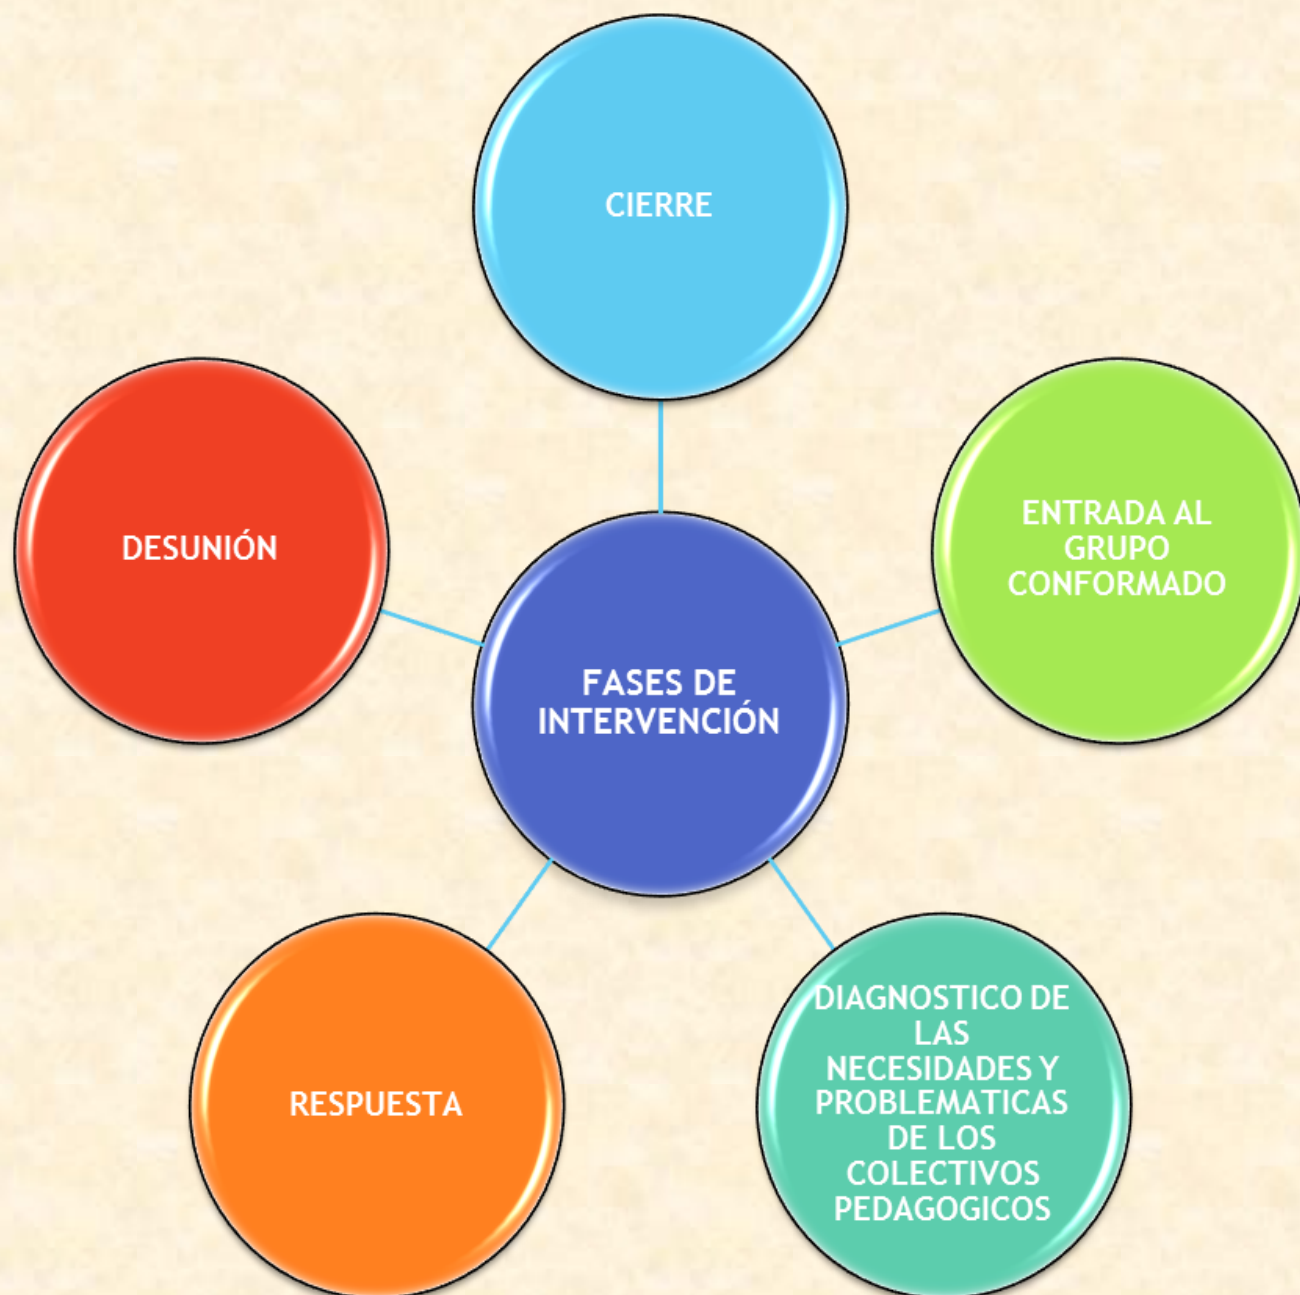 CIERRE
DESUNIÓN
ENTRADA AL
GRUPO
CONFORMADO
FASES DE
INTERVENCIÓN
RESPUESTA
DIAGNOSTICO DE
LAS
NECESIDADES Y
PROBLEMATICAS
DE LOS
COLECTIVOS
PEDAGOGICOS